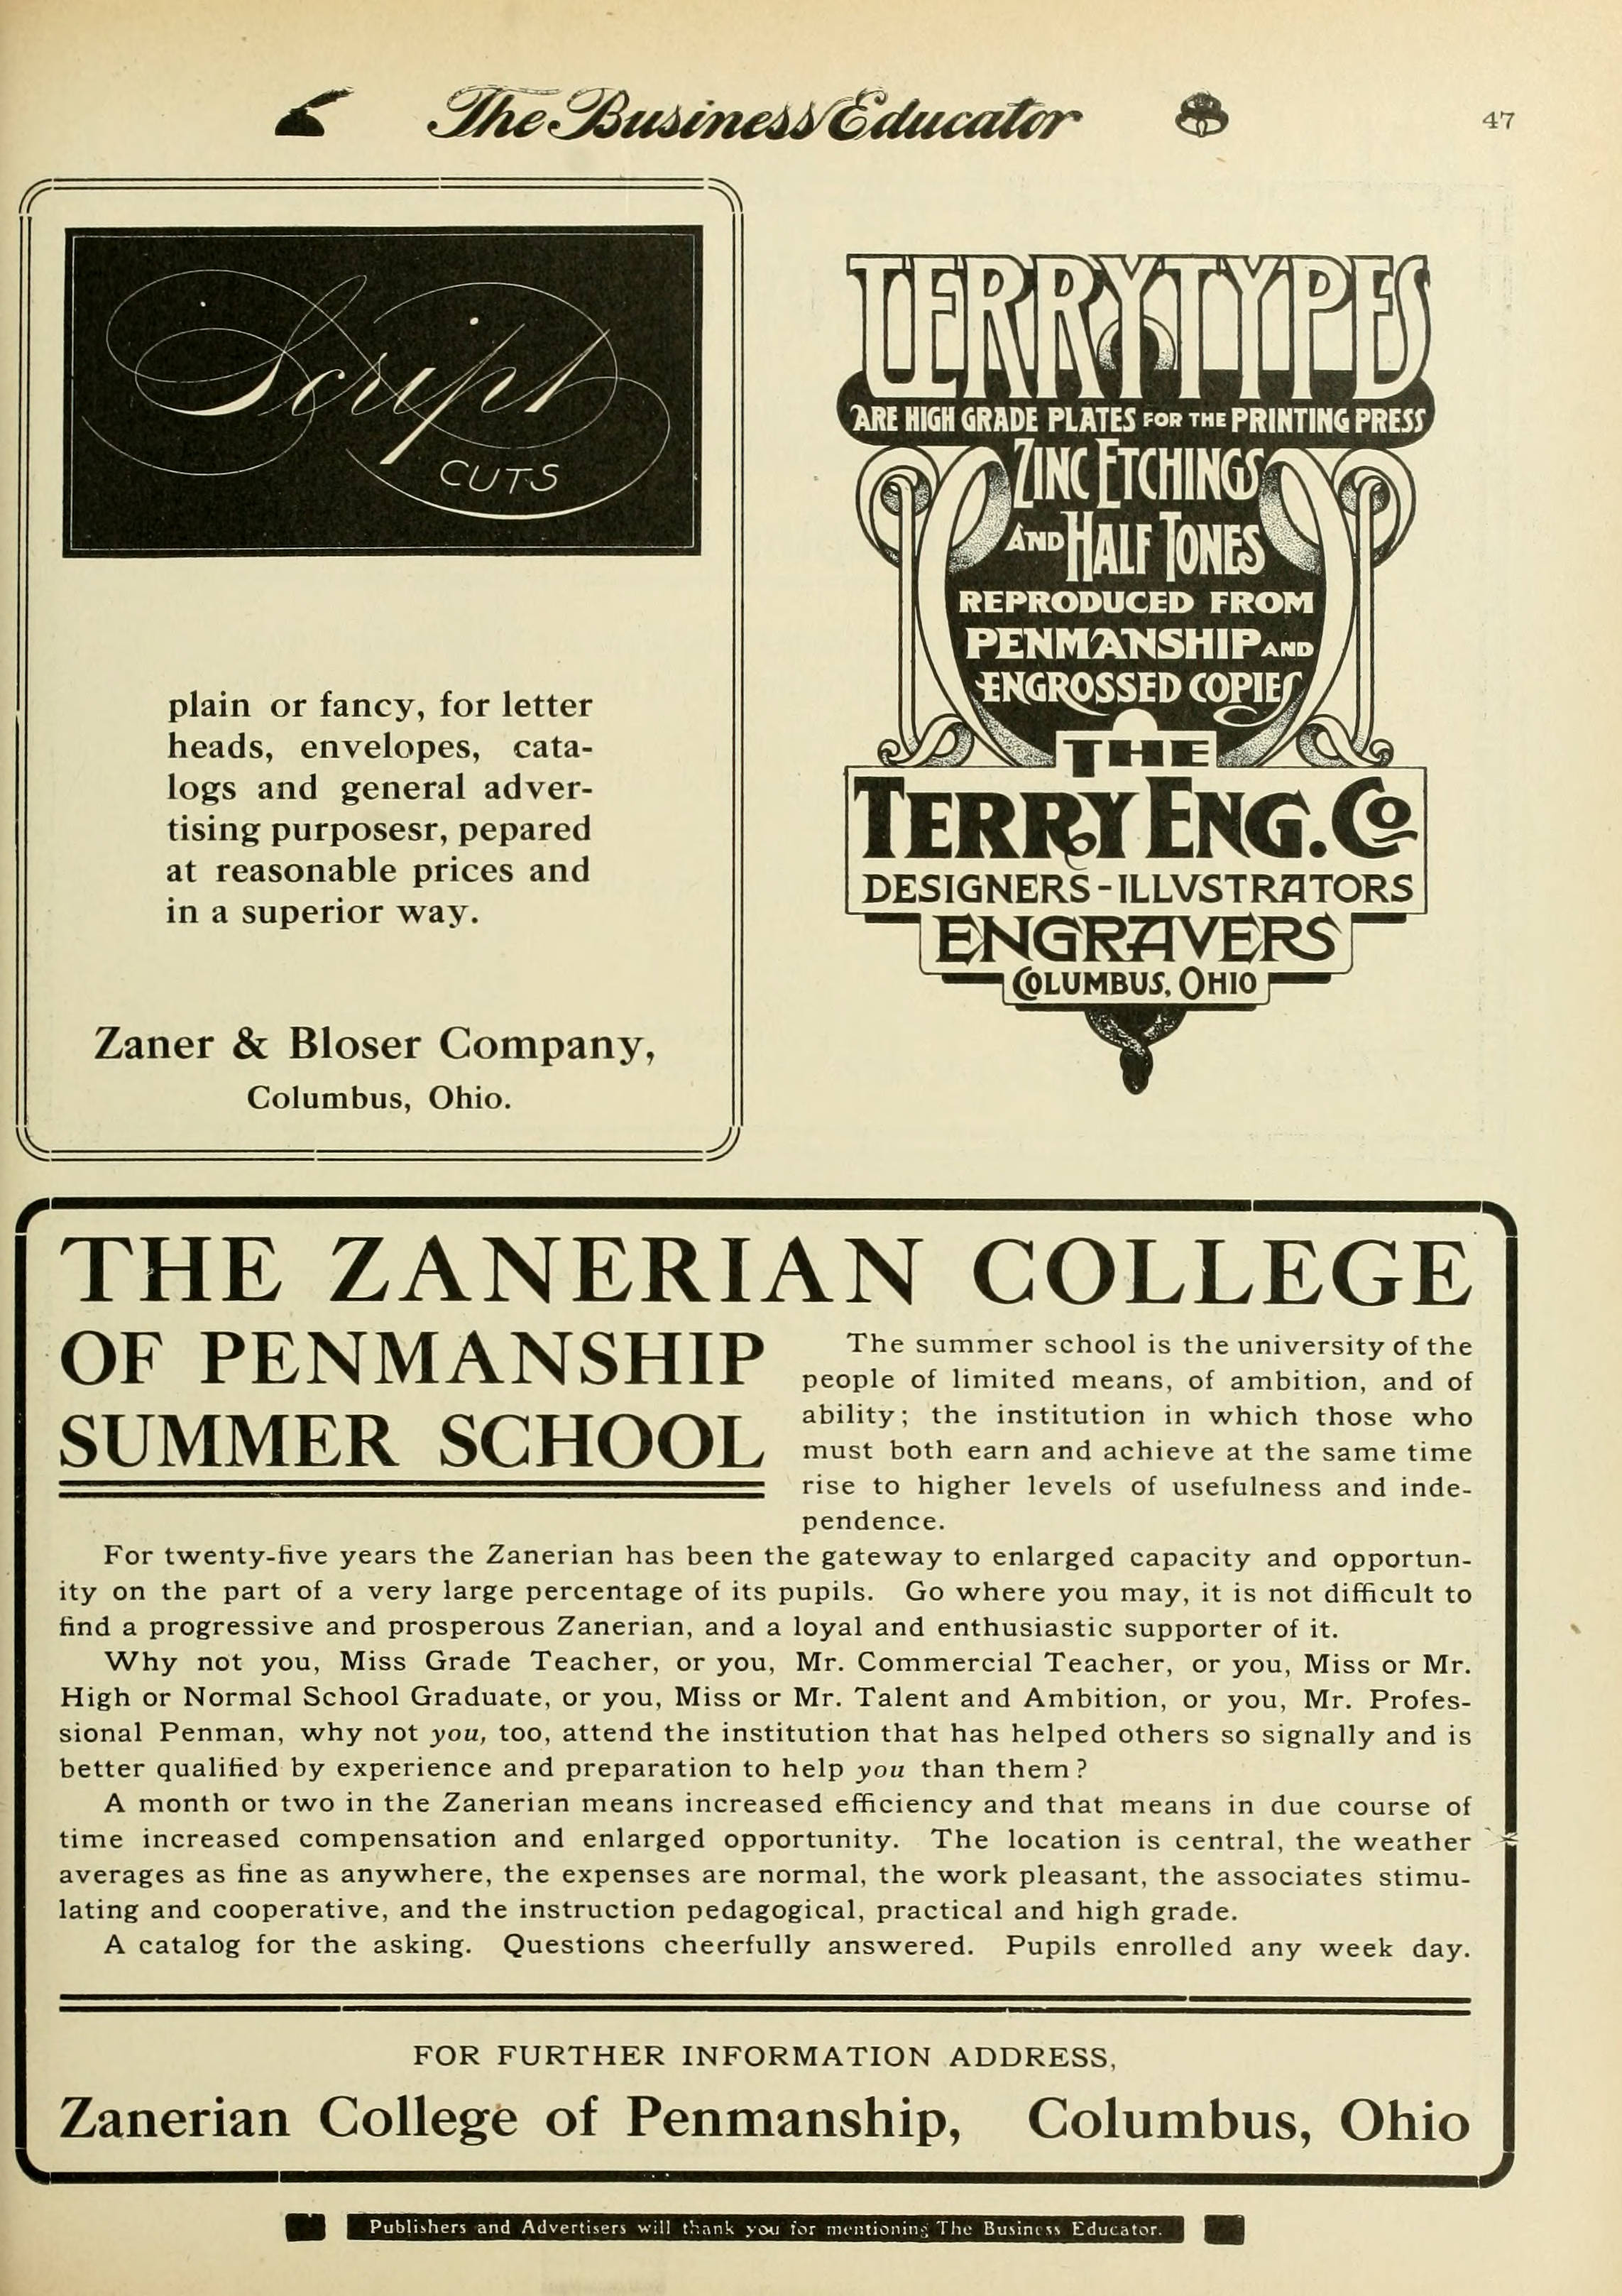 The Business Educator
47
Script
CUTS
plain or fancy, for letter
heads, envelopes, cata-
logs and general adver-
tising purposesr, pepared
at reasonable prices and
in a superior way.
Zaner & Bloser Company,
Columbus, Ohio.
TERRYTYPES
ARE HIGH GRADE PLATES FOR THE PRINTING PRESS
ZINC ETCHINGS
AND HALF TONES
REPRODUCED FROM
PENMANSHIP AND
ENGROSSED COPIES
THE
TERRY ENG. CO
DESIGNERS-ILLVSTRATORS
ENGRAVERS
COLUMBUS, OHIO
THE ZANERIAN COLLEGE
OF PENMANSHIP
SUMMER SCHOOL
The summer school is the university of the
people of limited means, of ambition, and of
ability; the institution in which those who
must both earn and achieve at the same time
rise to higher levels of usefulness and inde-
pendence.
For twenty-five years the Zanerian has been the gateway to enlarged capacity and opportun-
ity on the part of a very large percentage of its pupils. Go where you may, it is not difficult to
find a progressive and prosperous Zanerian, and a loyal and enthusiastic supporter of it.
Why not you, Miss Grade Teacher, or you, Mr. Commercial Teacher, or you, Miss or Mr.
High or Normal School Graduate, or you, Miss or Mr. Talent and Ambition, or you, Mr. Profes-
sional Penman, why not you, too, attend the institution that has helped others so signally and is
better qualified by experience and preparation to help you than them?
A month or two in the Zanerian means increased efficiency and that means in due course of
time increased compensation and enlarged opportunity. The location is central, the weather
averages as fine as anywhere, the expenses are normal, the work pleasant, the associates stimu-
lating and cooperative, and the instruction pedagogical, practical and high grade.
A catalog for the asking. Questions cheerfully answered. Pupils enrolled any week day.
FOR FURTHER INFORMATION ADDRESS,
Zanerian College of Penmanship, Columbus, Ohio
Publishers and Advertisers will thank you for mentioning The Business Educator.